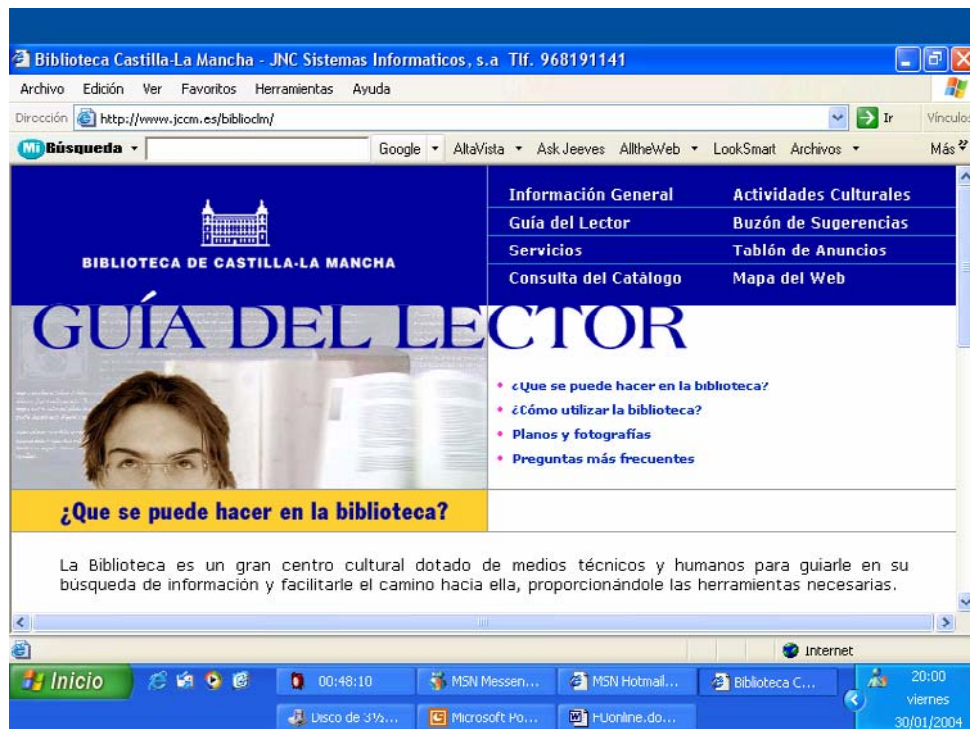 Biblioteca Castilla-La Mancha - JNC Sistemas Informaticos, s.a Tlf. 968191141
Archivo Edición Ver Favoritos Herramientas Ayuda
Dirección http://www.jccm.es/biblioclm/ Ir Vínculos
Mi Búsqueda Google AltaVista Ask Jeeves AlltheWeb LookSmart Archivos Más
Información General Actividades Culturales
Guía del Lector Buzón de Sugerencias
Servicios Tablón de Anuncios
Consulta del Catálogo Mapa del Web
BIBLIOTECA DE CASTILLA-LA MANCHA
GUÍA DEL LECTOR
¿Que se puede hacer en la biblioteca?
¿Cómo utilizar la biblioteca?
Planos y fotografías
Preguntas más frecuentes
¿Que se puede hacer en la biblioteca?
La Biblioteca es un gran centro cultural dotado de medios técnicos y humanos para guiarle en su
búsqueda de información y facilitarle el camino hacia ella, proporcionándole las herramientas necesarias.
Internet
Inicio 00:48:10 MSN Messen... MSN Hotmail... Biblioteca C... 20:00
viernes
Disco de 3½... Microsoft Po... FUonline.do... 30/01/2004